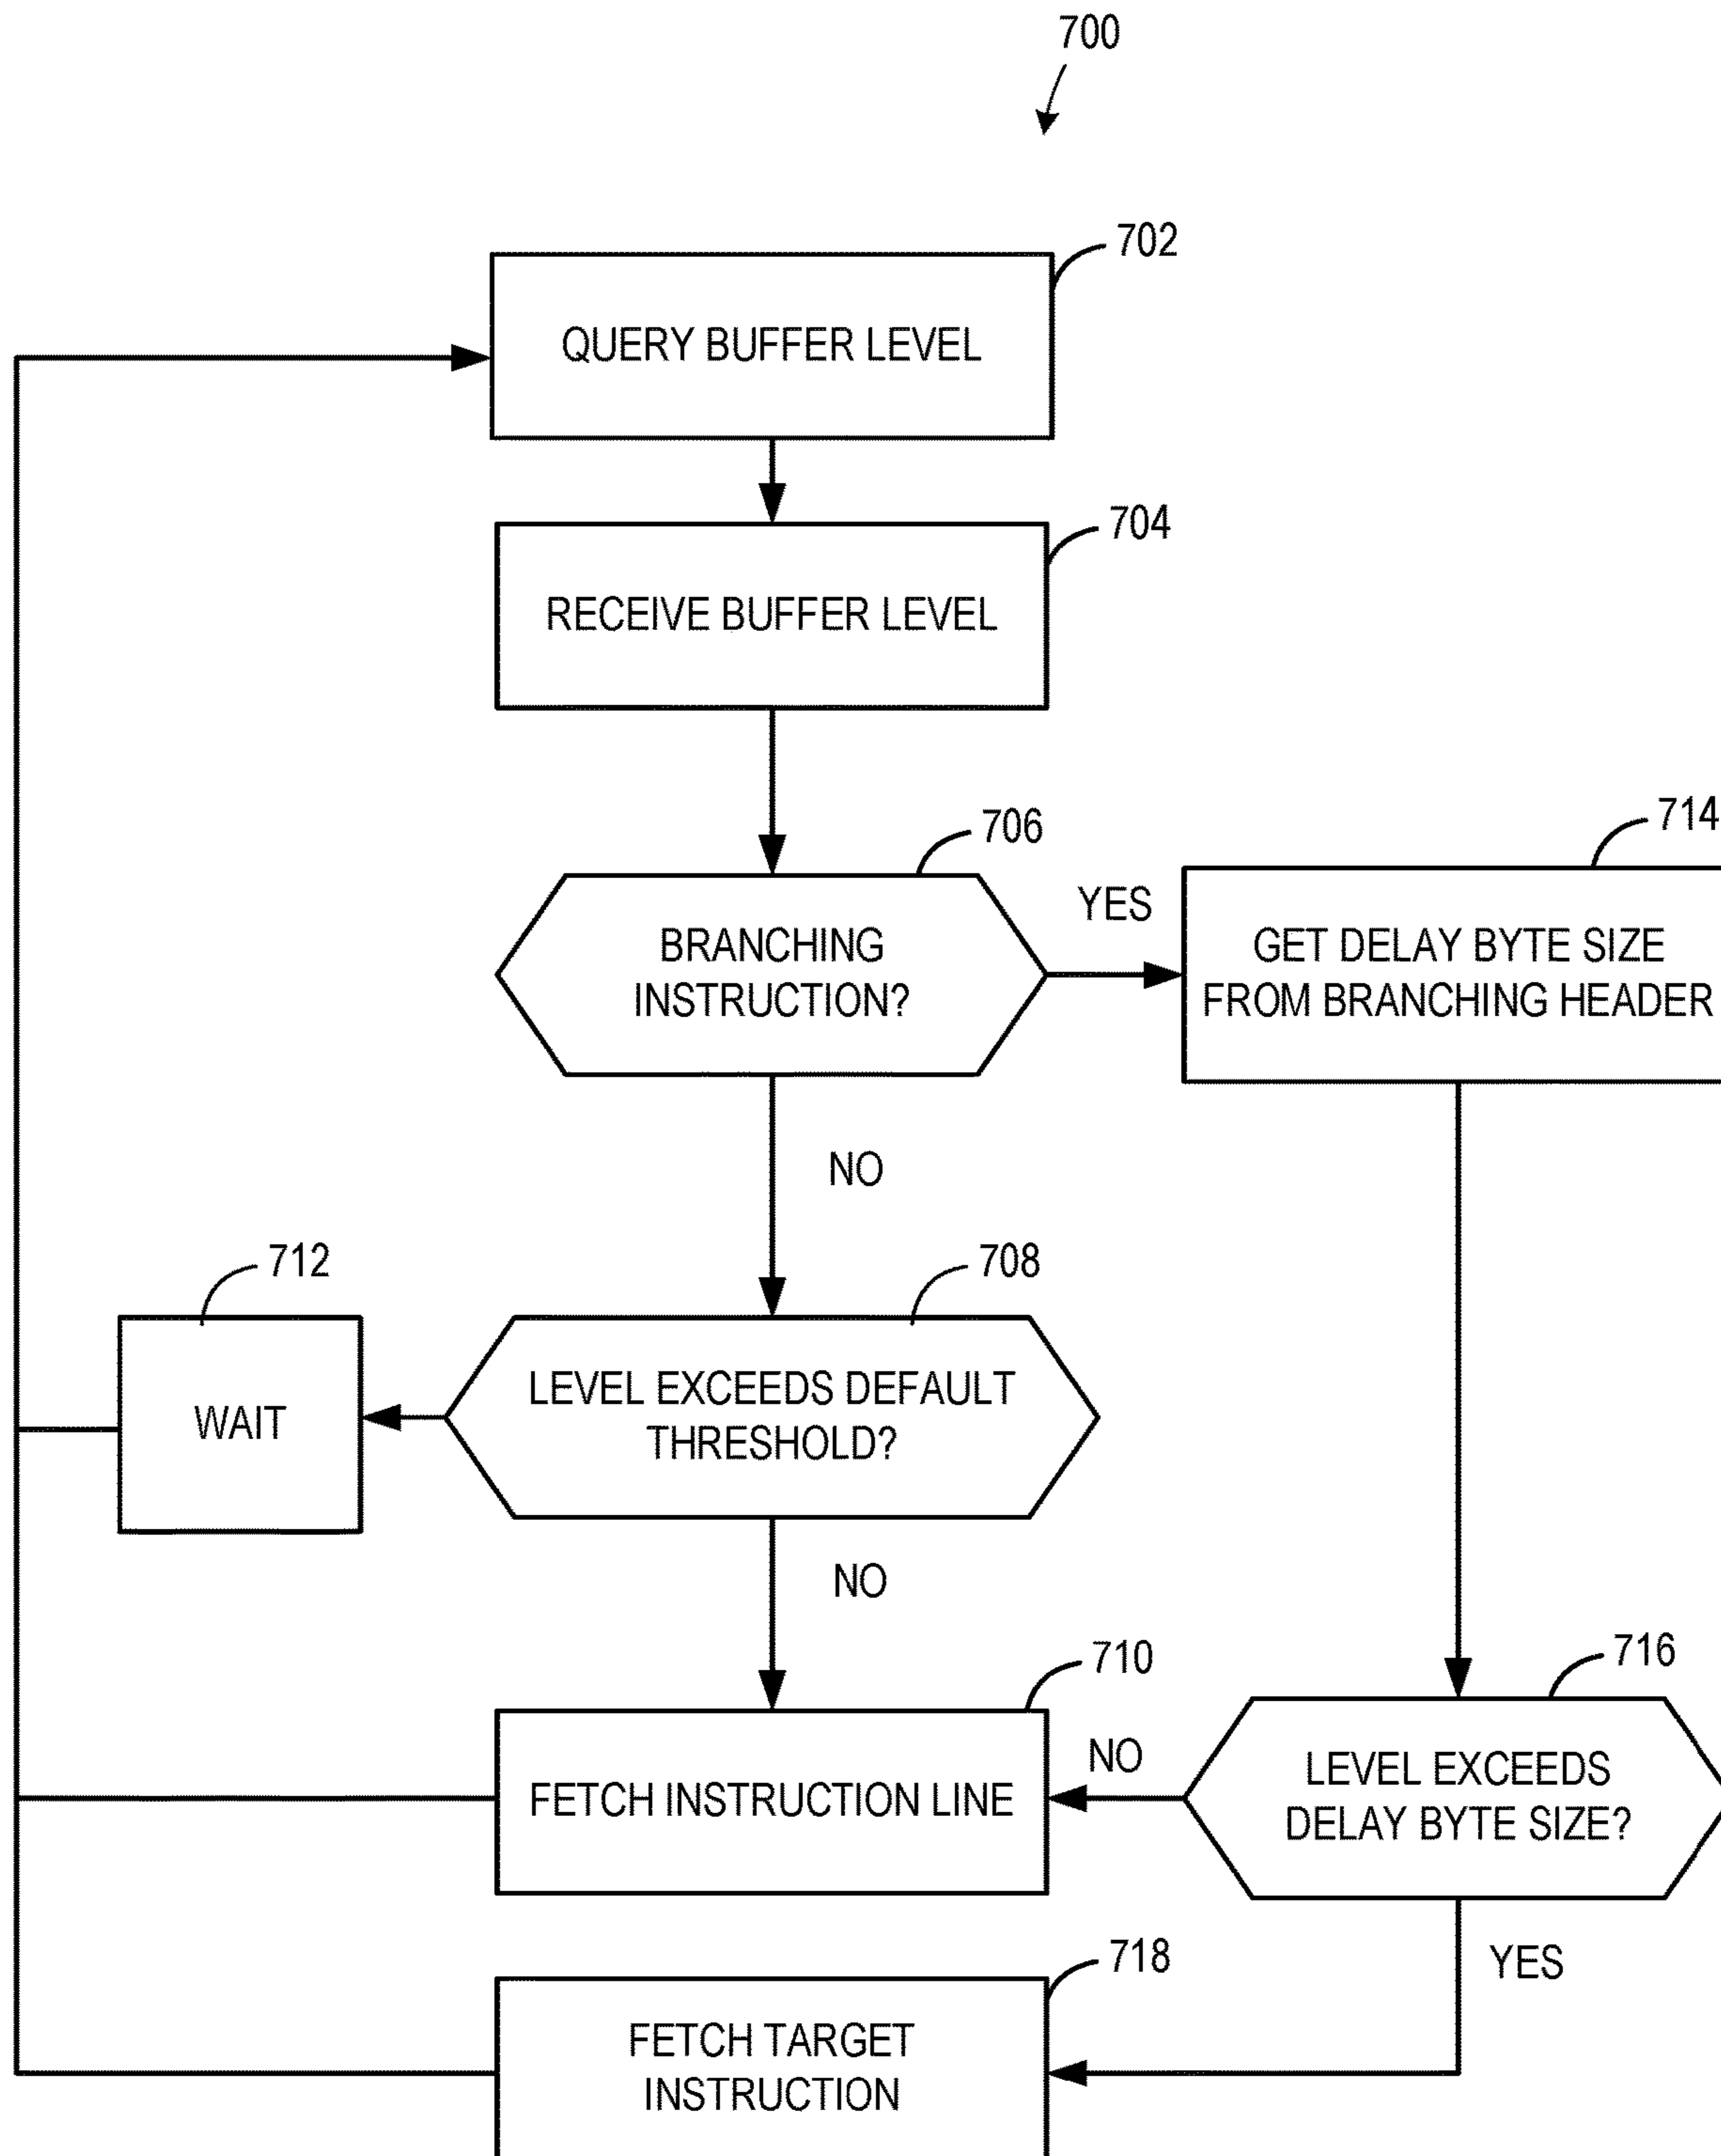 700
702
QUERY BUFFER LEVEL
704
RECEIVE BUFFER LEVEL
706
714
YES
BRANCHING
INSTRUCTION?
GET DELAY BYTE SIZE
FROM BRANCHING HEADER
NO
712
708
WAIT
LEVEL EXCEEDS DEFAULT
THRESHOLD?
NO
710
716
NO
FETCH INSTRUCTION LINE
LEVEL EXCEEDS
DELAY BYTE SIZE?
718
YES
FETCH TARGET
INSTRUCTION